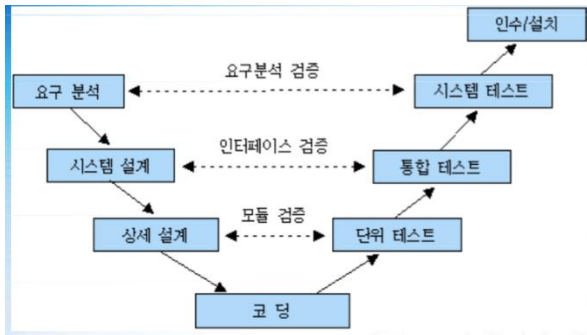 인수/설치
요구분석 검증
요구 분석
시스템 테스트
인터페이스 검증
시스템 설계
통합 테스트
모듈 검증
상세 설계
단위 테스트
코 딩